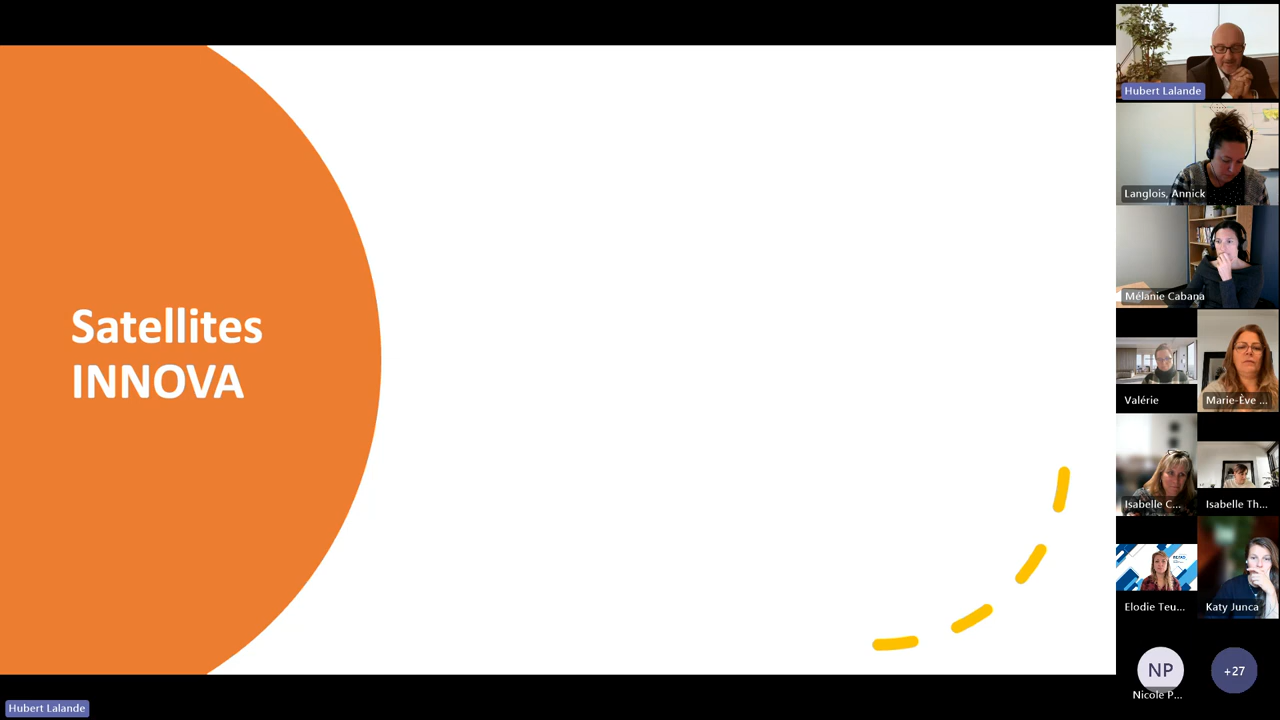 Satellites
INNOVA
Hubert Lalande
Hubert Lalande
Langlois, Annick
Mélanie Cabana
Valérie
Marie-Ève ...
Isabelle C...
Isabelle Th...
Elodie Teu...
Katy Junca
NP
Nicole P...
+27